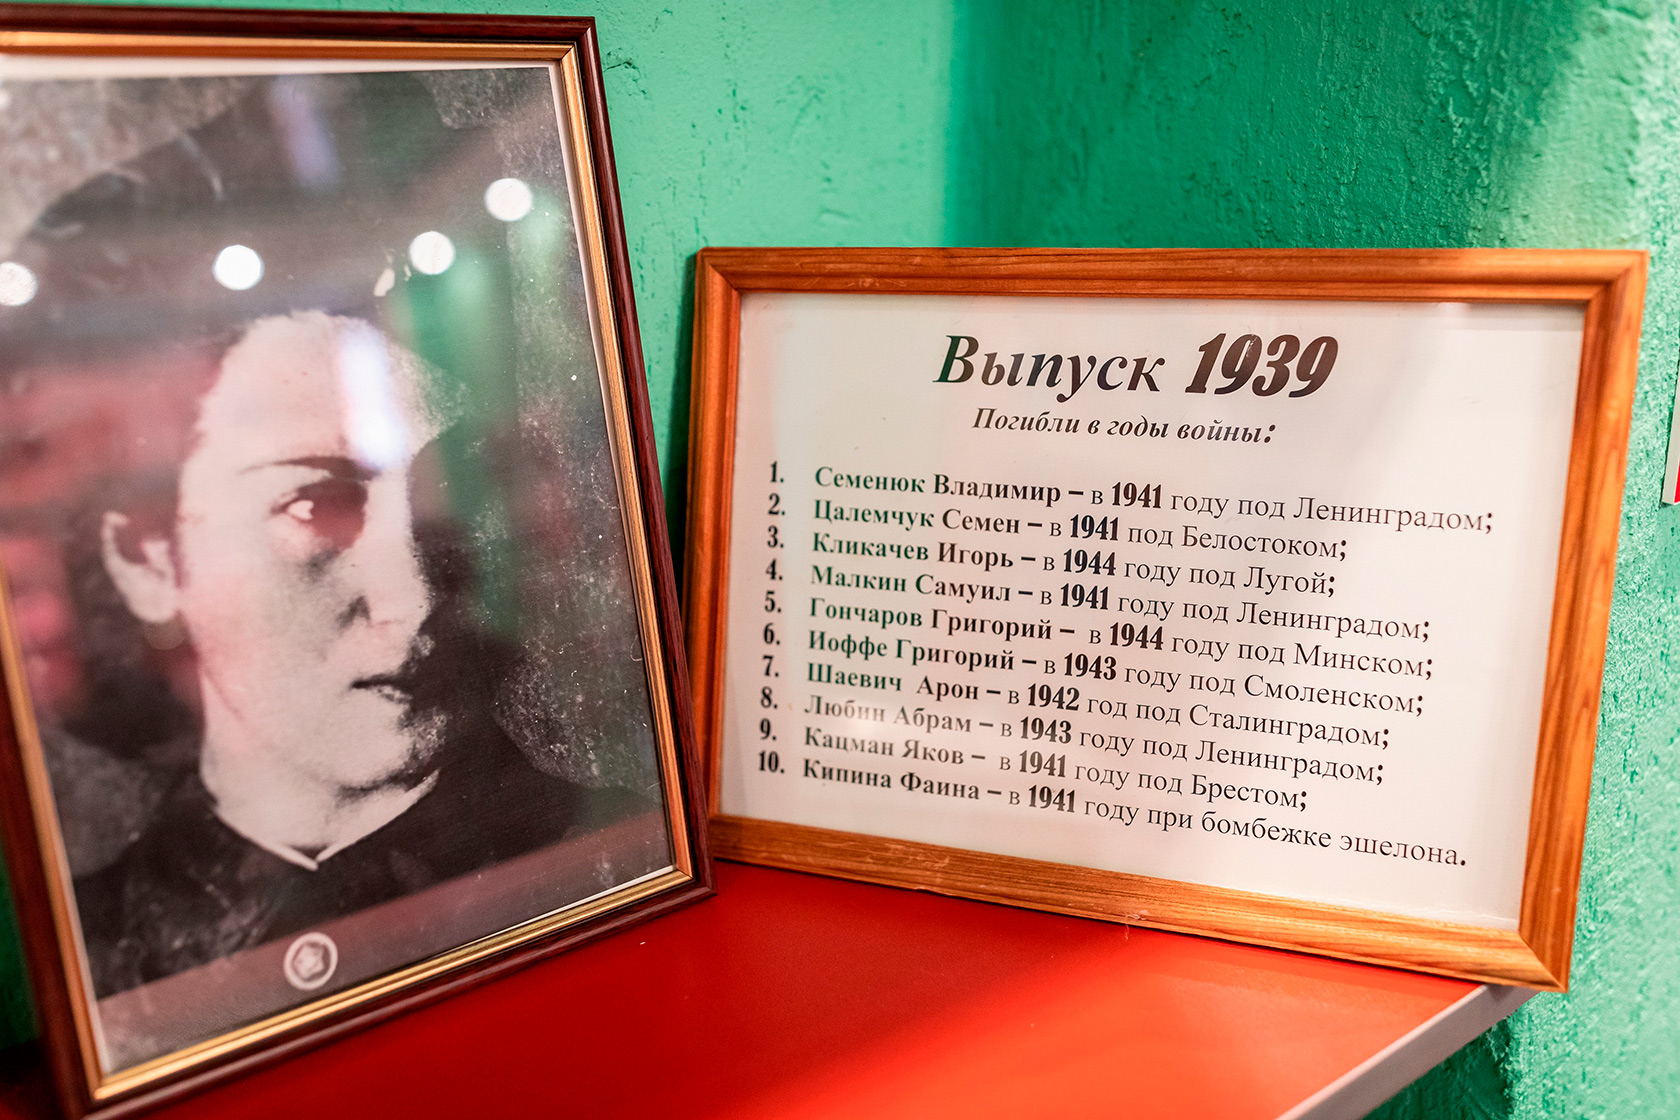 Выпуск 1939
Погибли в годы войны:
1. Семенюк Владимир – в 1941 году под Ленинградом;
2. Цалемчук Семен – в 1941 под Белостоком;
3. Кликачев Игорь – в 1944 году под Лугой;
4. Малкин Самуил – в 1941 году под Ленинградом;
5. Гончаров Григорий – в 1944 году под Минском;
6. Иоффе Григорий – в 1943 году под Смоленском;
7. Шаевич Арон – в 1942 год под Сталинградом;
8. Любин Абрам – в 1943 году под Ленинградом;
9. Кацман Яков – в 1941 году под Брестом;
10. Кипина Фаина – в 1941 году при бомбежке эшелона.